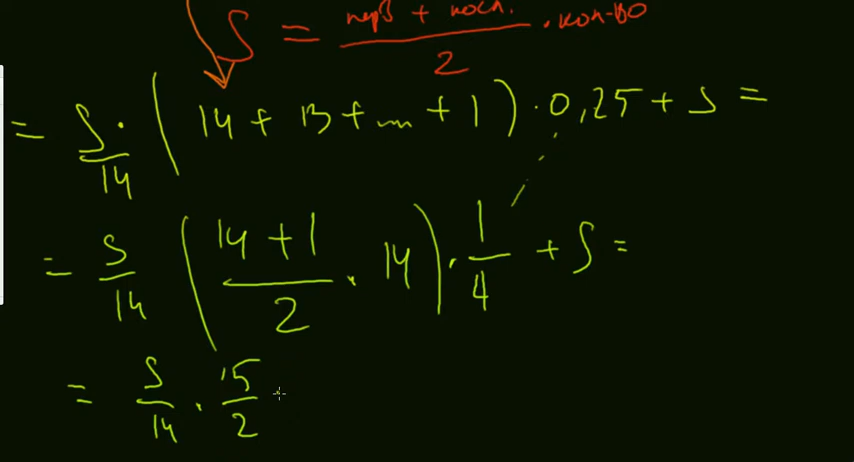 S = перв + посл. / 2 · кол-во
= S/14 · (14 + 13 + ... + 1) · 0,25 + S =
= S/14 (14 + 1 / 2 · 14) · 1/4 + S =
= S/14 · 15/2